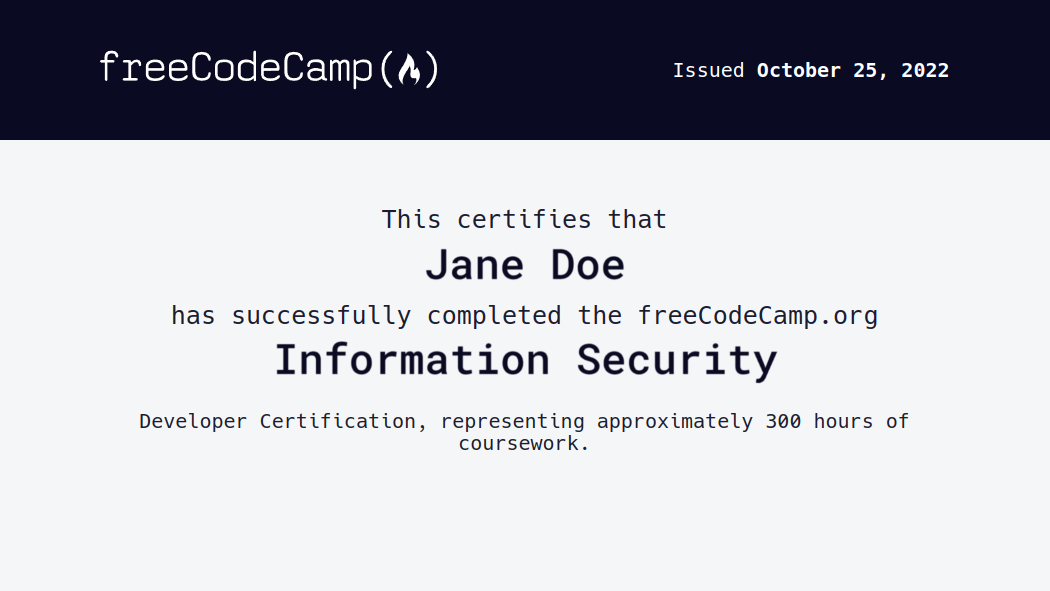 freeCodeCamp(🔥)
Issued October 25, 2022
This certifies that
Jane Doe
has successfully completed the freeCodeCamp.org
Information Security
Developer Certification, representing approximately 300 hours of
coursework.